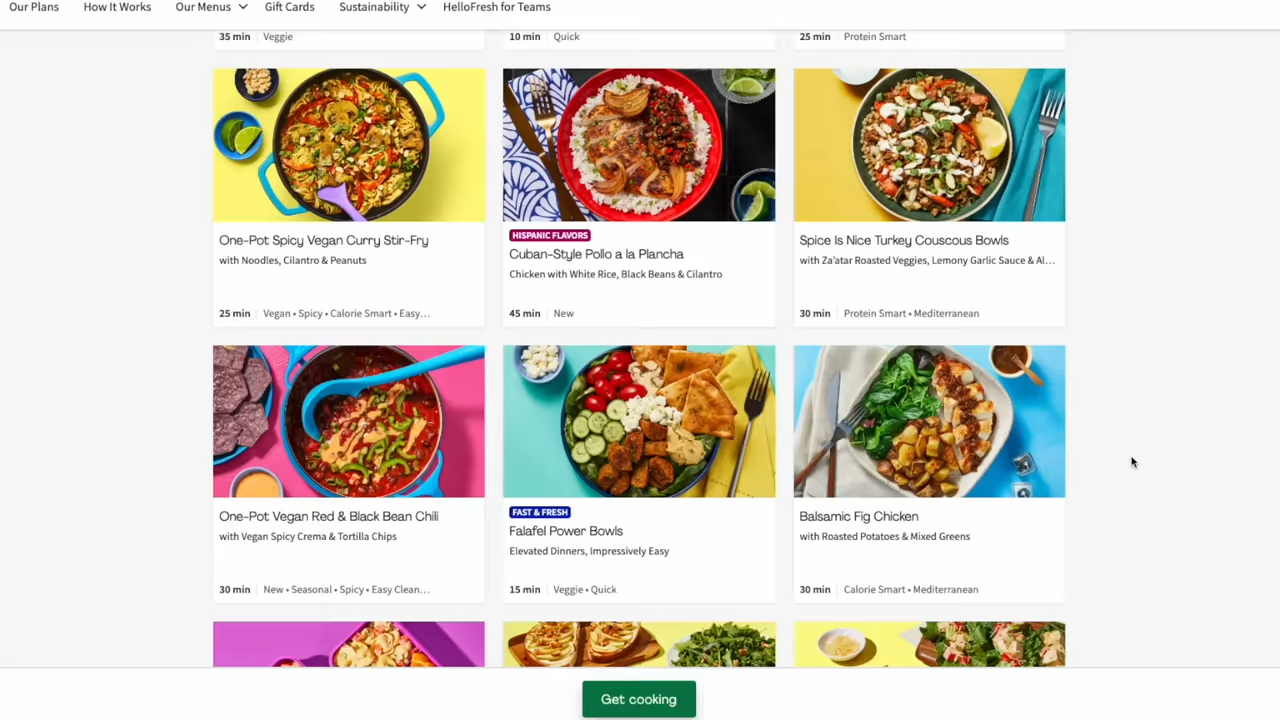 Our Plans How It Works Our Menus Gift Cards Sustainability HelloFresh for Teams
35 min Veggie
10 min Quick
25 min Protein Smart
One-Pot Spicy Vegan Curry Stir-Fry
with Noodles, Cilantro & Peanuts
25 min Vegan • Spicy • Calorie Smart • Easy...
HISPANIC FLAVORS
Cuban-Style Pollo a la Plancha
Chicken with White Rice, Black Beans & Cilantro
45 min New
Spice Is Nice Turkey Couscous Bowls
with Za'atar Roasted Veggies, Lemony Garlic Sauce & Al...
30 min Protein Smart • Mediterranean
One-Pot Vegan Red & Black Bean Chili
with Vegan Spicy Crema & Tortilla Chips
30 min New • Seasonal • Spicy • Easy Clean...
FAST & FRESH
Falafel Power Bowls
Elevated Dinners, Impressively Easy
15 min Veggie • Quick
Balsamic Fig Chicken
with Roasted Potatoes & Mixed Greens
30 min Calorie Smart • Mediterranean
Get cooking